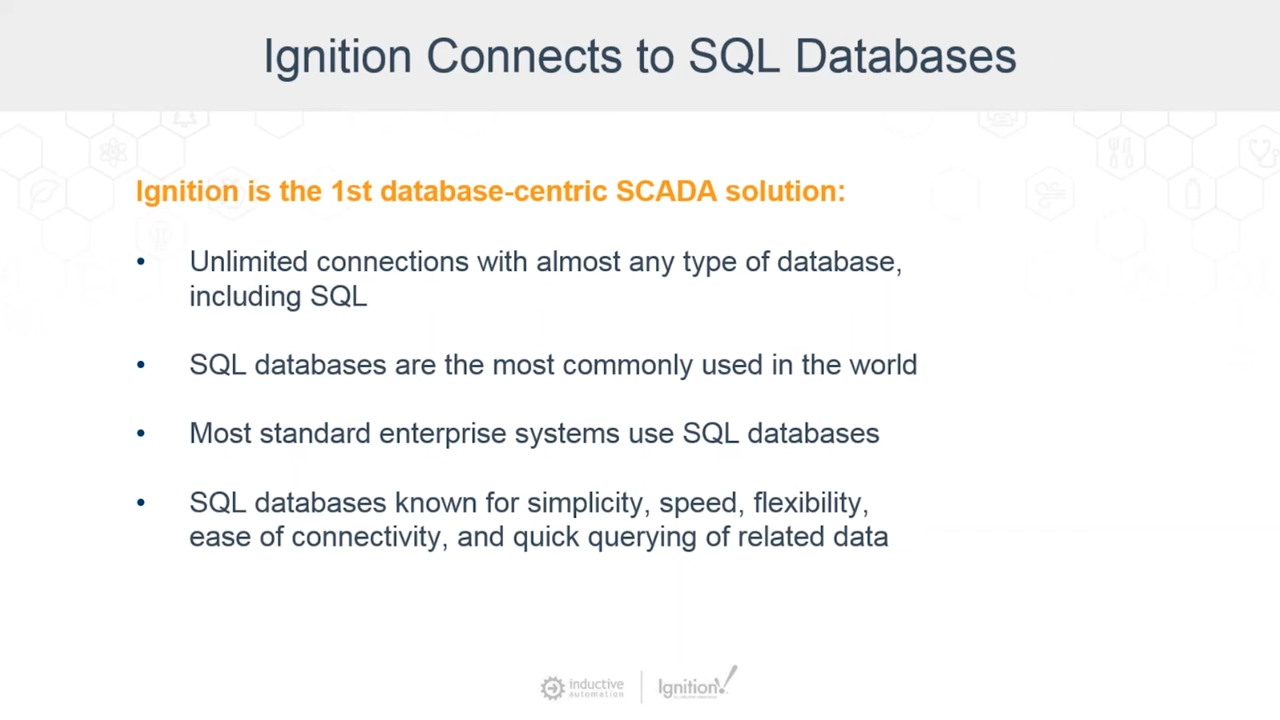 Ignition Connects to SQL Databases
Ignition is the 1st database-centric SCADA solution:
• Unlimited connections with almost any type of database,
including SQL
• SQL databases are the most commonly used in the world
• Most standard enterprise systems use SQL databases
• SQL databases known for simplicity, speed, flexibility,
ease of connectivity, and quick querying of related data
inductive
automation
Ignition!